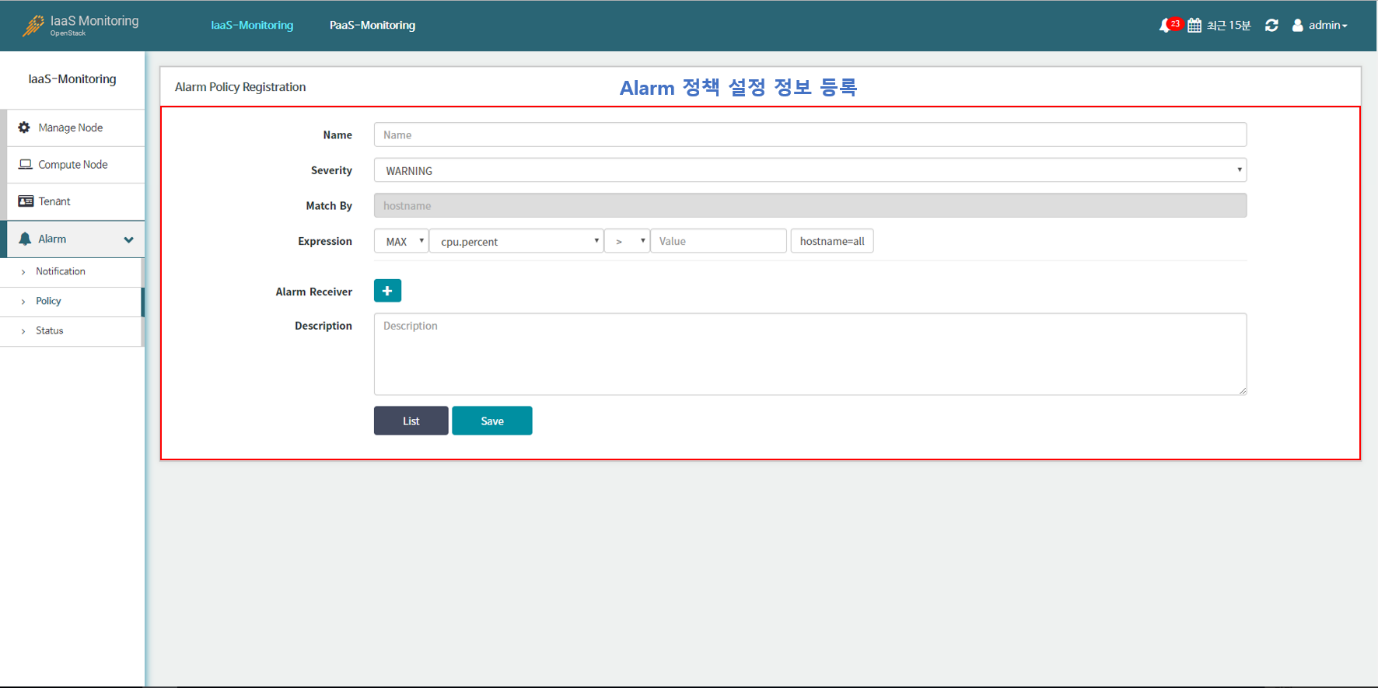 IaaS Monitoring
OpenStack
IaaS-Monitoring
PaaS-Monitoring
23
최근 15분
admin
IaaS-Monitoring
Manage Node
Compute Node
Tenant
Alarm
Notification
Policy
Status
Alarm Policy Registration
Alarm 정책 설정 정보 등록
Name
Name
Severity
WARNING
Match By
hostname
Expression
MAX
cpu.percent
>
Value
hostname=all
Alarm Receiver
+
Description
Description
List
Save